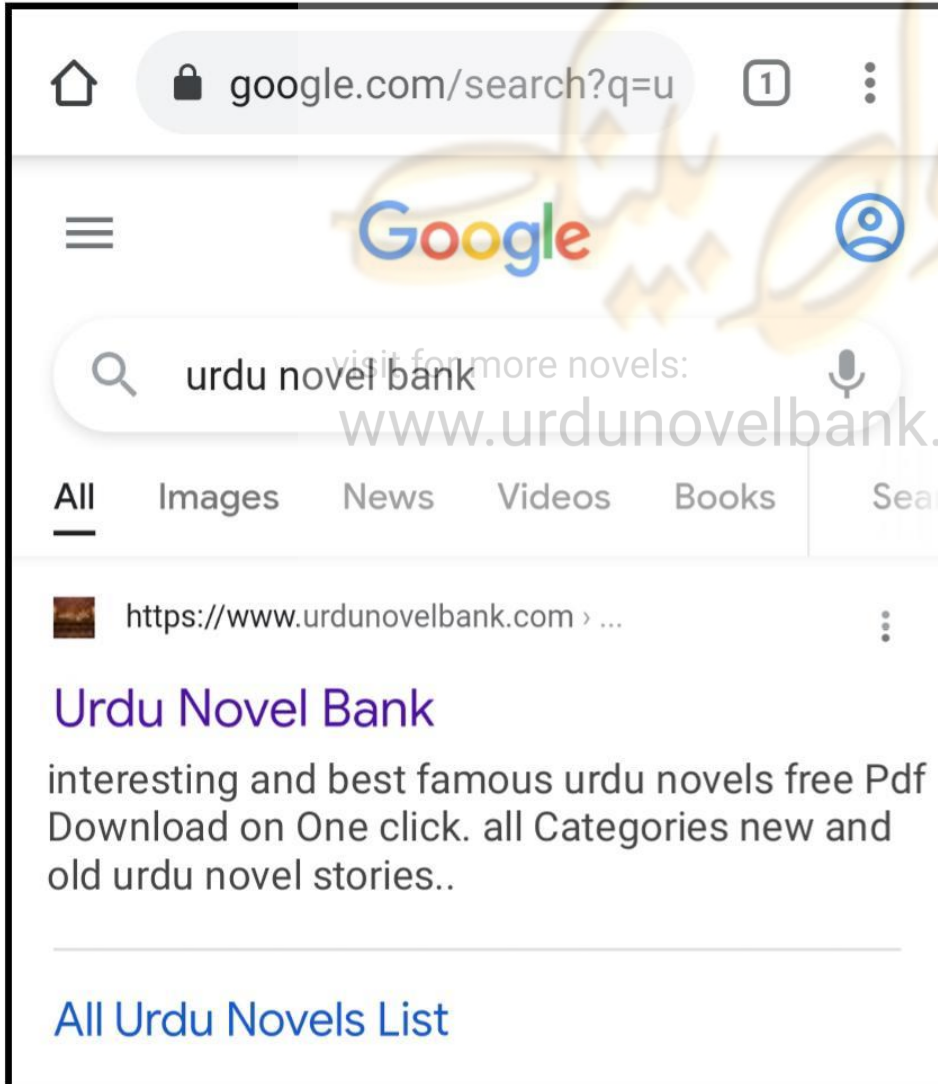 google.com/search?q=u
1
Google
urdu novel bank
visit for more novels:
www.urdunovelbank.
All Images News Videos Books Sea
https://www.urdunovelbank.com › ...
Urdu Novel Bank
interesting and best famous urdu novels free Pdf
Download on One click. all Categories new and
old urdu novel stories..
All Urdu Novels List